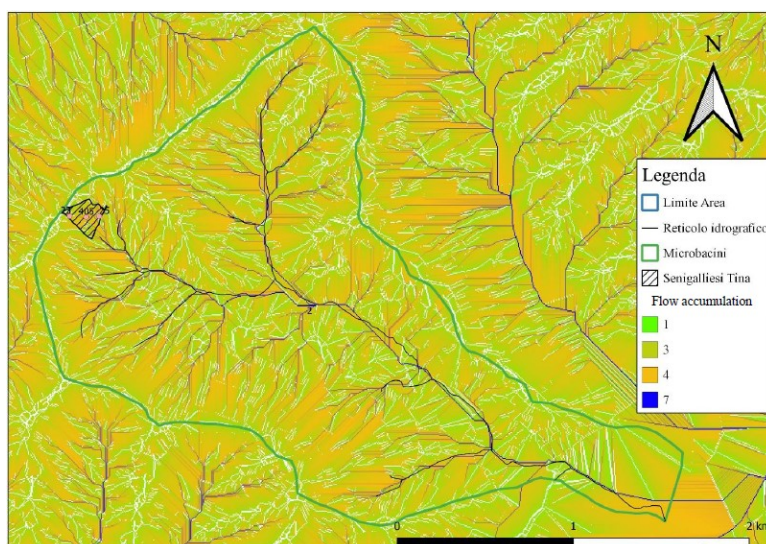 N
Legenda
Limite Area
Reticolo idrografico
Microbacini
Senigalliesi Tina
Flow accumulation
1
3
4
7
2
0
1
2 km